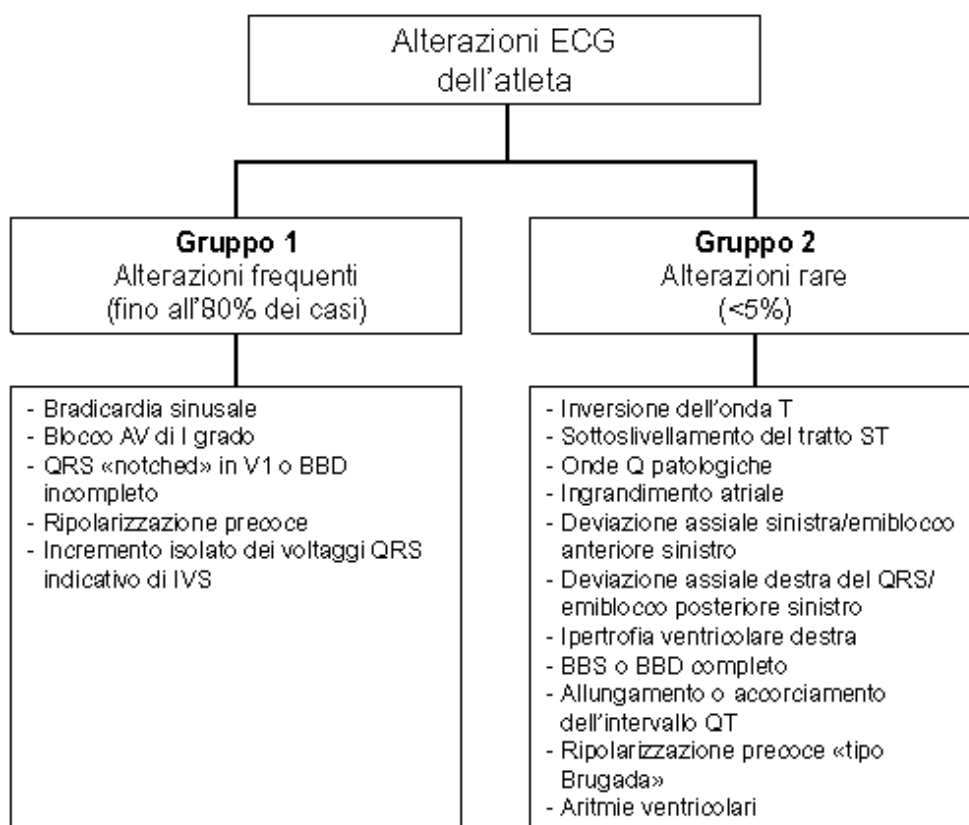 Alterazioni ECG
dell'atleta
Gruppo 1
Alterazioni frequenti
(fino all'80% dei casi)
Gruppo 2
Alterazioni rare
(<5%)
- Bradicardia sinusale
- Blocco AV di I grado
- QRS «notched» in V1 o BBD
incompleto
- Ripolarizzazione precoce
- Incremento isolato dei voltaggi QRS
indicativo di IVS
- Inversione dell'onda T
- Sottoslivellamento del tratto ST
- Onde Q patologiche
- Ingrandimento atriale
- Deviazione assiale sinistra/emiblocco
anteriore sinistro
- Deviazione assiale destra del QRS/
emiblocco posteriore sinistro
- Ipertrofia ventricolare destra
- BBS o BBD completo
- Allungamento o accorciamento
dell'intervallo QT
- Ripolarizzazione precoce «tipo
Brugada»
- Aritmie ventricolari